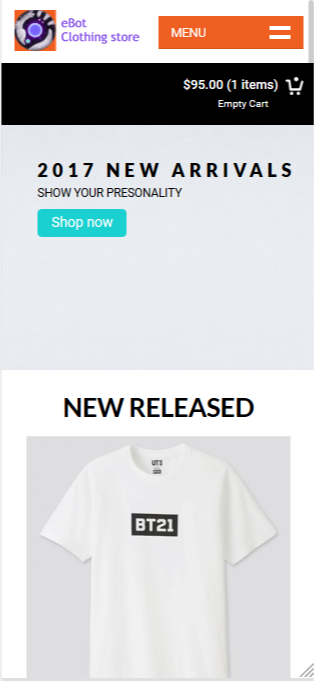 eBot
Clothing store
MENU
$95.00 (1 items)
Empty Cart
2017 NEW ARRIVALS
SHOW YOUR PRESONALITY
Shop now
NEW RELEASED
BT21